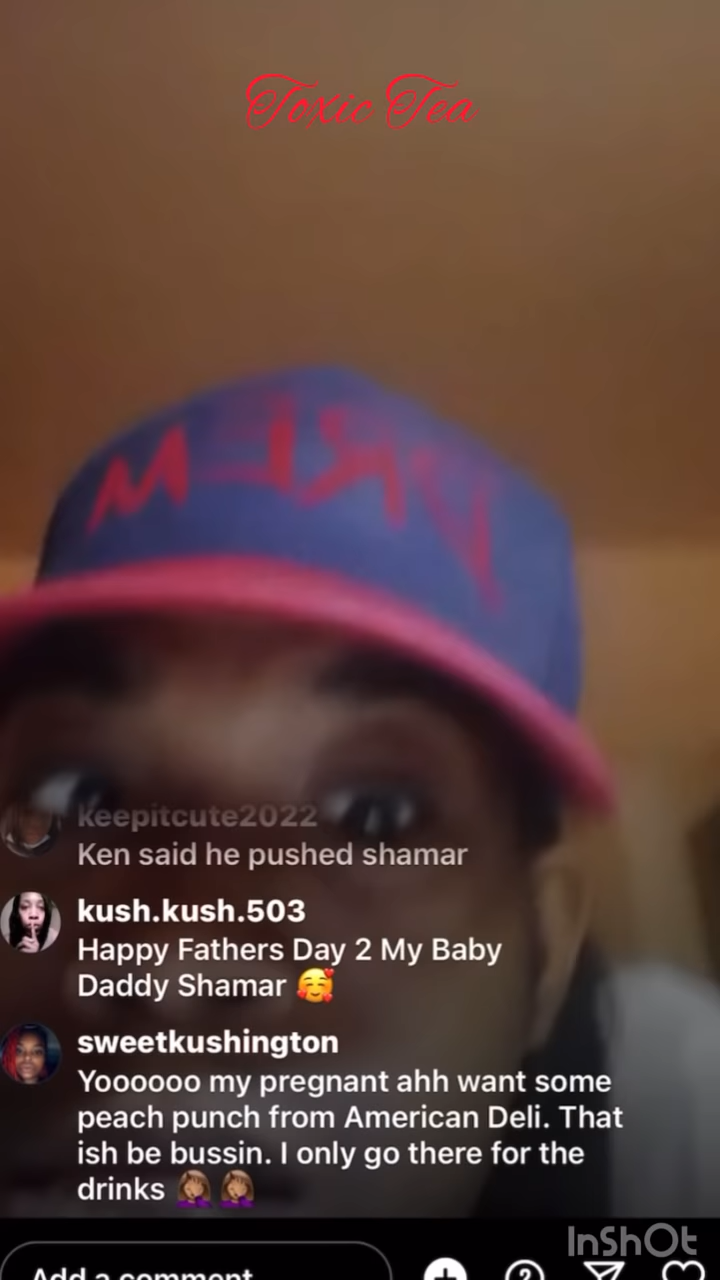 Toxic Tea
keepitcute2022
Ken said he pushed shamar
kush.kush.503
Happy Fathers Day 2 My Baby
Daddy Shamar 🥰
sweetkushington
Yoooooo my pregnant ahh want some
peach punch from American Deli. That
ish be bussin. I only go there for the
drinks 🤦🏽‍♀️🤦🏽‍♀️
InShOt
Add a comment